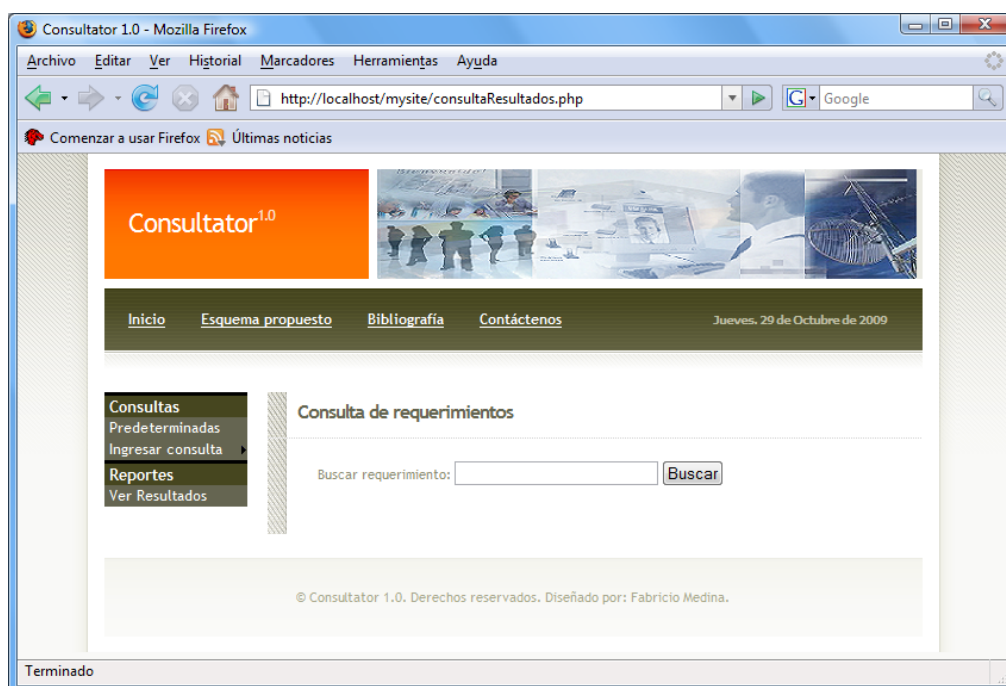 Consultator 1.0 - Mozilla Firefox
Archivo Editar Ver Historial Marcadores Herramientas Ayuda
http://localhost/mysite/consultaResultados.php
G Google
Comenzar a usar Firefox Últimas noticias
Consultator1.0
Inicio Esquema propuesto Bibliografía Contáctenos Jueves. 29 de Octubre de 2009
Consultas
Predeterminadas
Ingresar consulta
Reportes
Ver Resultados
Consulta de requerimientos
Buscar requerimiento: Buscar
© Consultator 1.0. Derechos reservados. Diseñado por: Fabricio Medina.
Terminado